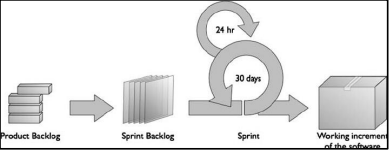 24 hr
30 days
Product Backlog
Sprint Backlog
Sprint
Working increment
of the software